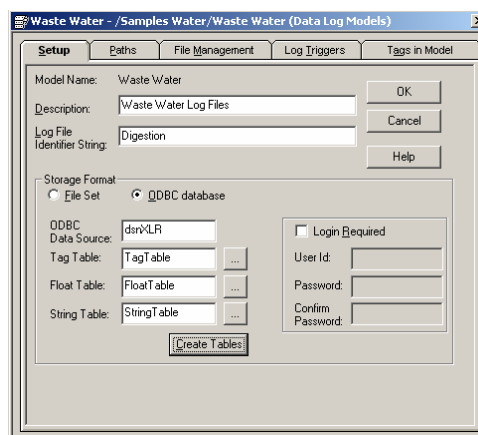 Waste Water - /Samples Water/Waste Water (Data Log Models)
Setup Paths File Management Log Triggers Tags in Model
Model Name: Waste Water
OK
Description: Waste Water Log Files
Cancel
Log File
Identifier String: Digestion
Help
Storage Format
File Set ODBC database
ODBC
Data Source: dsnXLR
Login Required
Tag Table: TagTable ...
User Id:
Float Table: FloatTable ...
Password:
String Table: StringTable ...
Confirm
Password:
Create Tables